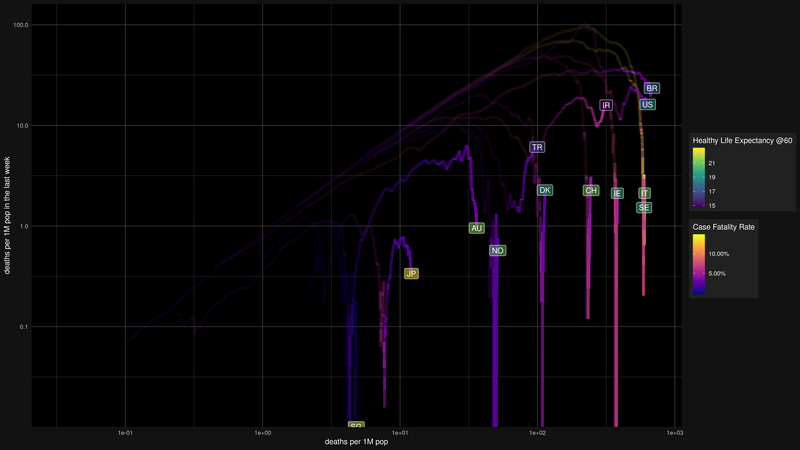 100.0
10.0
1.0
0.1
deaths per 1M pop in the last week
BR
US
IR
TR
DK
CH
IE
IT
SE
AU
NO
JP
SG
1e-01
1e+00
1e+01
1e+02
1e+03
deaths per 1M pop
Healthy Life Expectancy @60
21
19
17
15
Case Fatality Rate
10.00%
5.00%